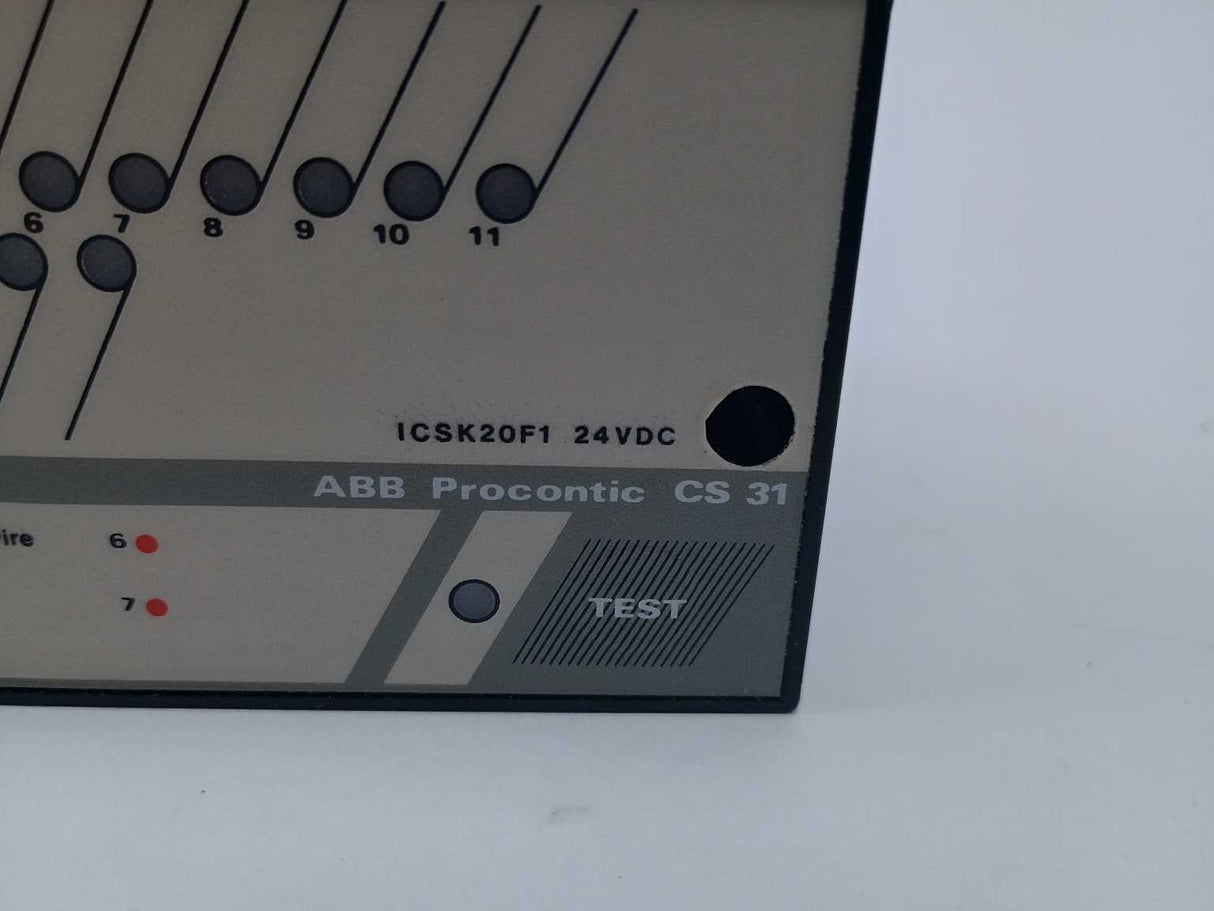 6 7 8 9 10 11
ICSK20F1 24VDC
ABB Procontic CS 31
6
7
TEST